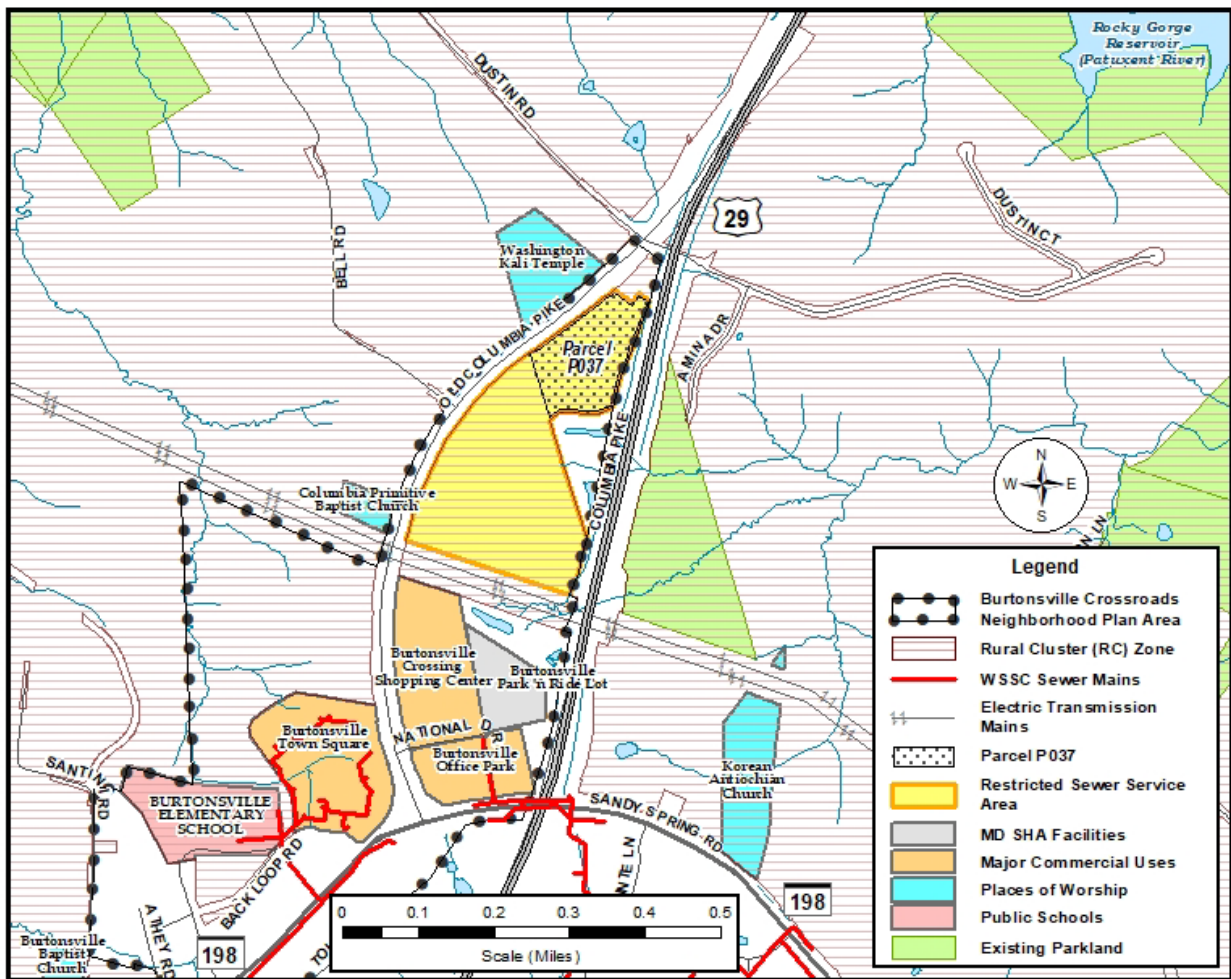 Rocky Gorge
Reservoir
(Patuxent River)
DUSTIN RD
29
DUSTIN CT
BELL RD
Washington
Kali Temple
OLD COLUMBIA PIKE
Parcel
P037
AMINA DR
COLUMBIA PIKE
N
W E
S
Columbia Primitive
Baptist Church
Burtonsville
Crossing
Shopping Center
Burtonsville
Park 'n Ride Lot
NATIONAL DR
Burtonsville
Town Square
Burtonsville
Office Park
SANTINI RD
BURTONSVILLE
ELEMENTARY
SCHOOL
Korean
Antiochian
Church
SANDY SPRING RD
BACK LOOP RD
ATHEY RD
198
198
Burtonsville
Baptist
Church
Legend
Burtonsville Crossroads
Neighborhood Plan Area
Rural Cluster (RC) Zone
WSSC Sewer Mains
Electric Transmission
Mains
Parcel P037
Restricted Sewer Service
Area
MD SHA Facilities
Major Commercial Uses
Places of Worship
Public Schools
Existing Parkland
0 0.1 0.2 0.3 0.4 0.5
Scale (Miles)